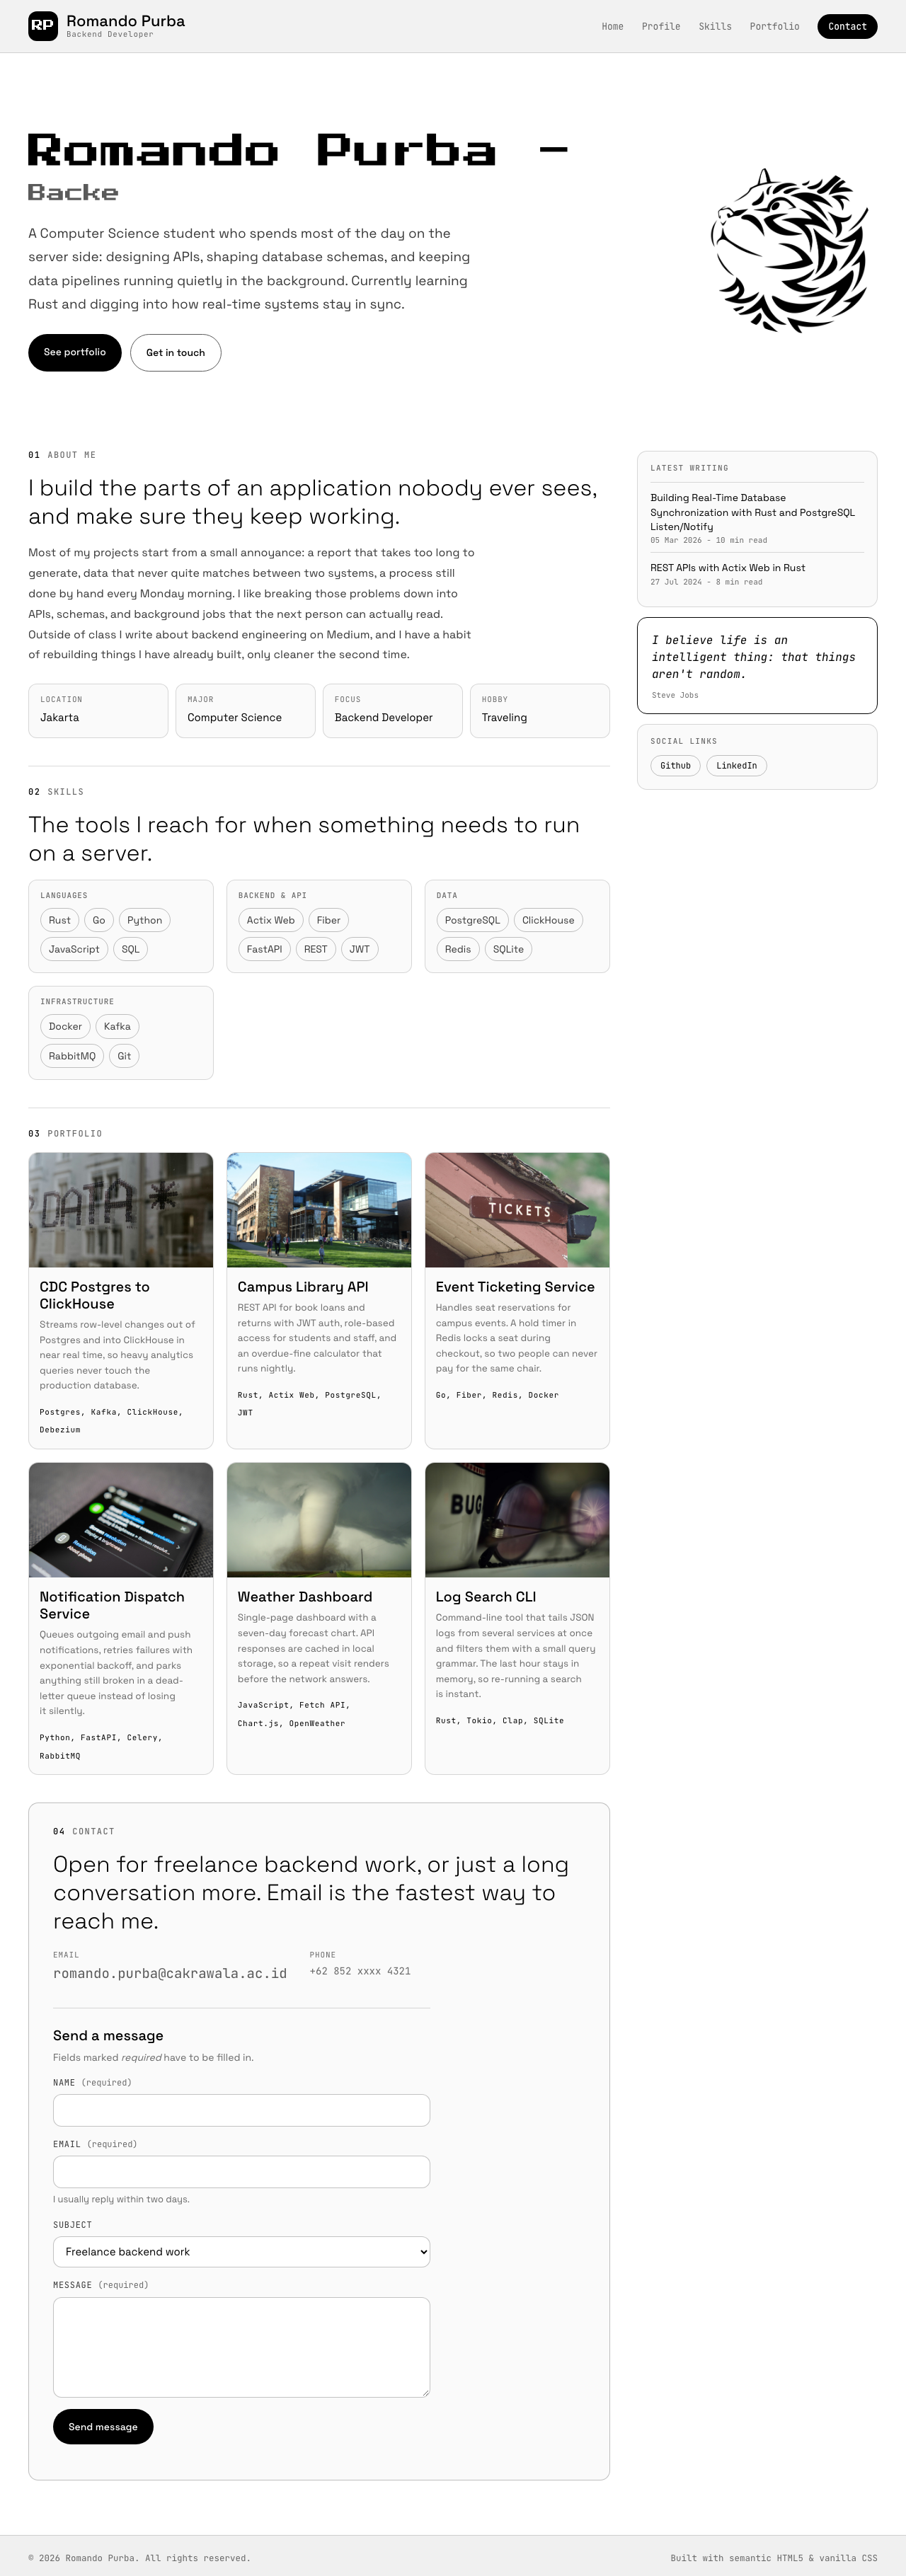 RP
Romando Purba
Backend Developer
Home
Profile
Skills
Portfolio
Contact
Romando Purba -
Backe
A Computer Science student who spends most of the day on the
server side: designing APIs, shaping database schemas, and keeping
data pipelines running quietly in the background. Currently learning
Rust and digging into how real-time systems stay in sync.
See portfolio
Get in touch
01 ABOUT ME
I build the parts of an application nobody ever sees,
and make sure they keep working.
Most of my projects start from a small annoyance: a report that takes too long to
generate, data that never quite matches between two systems, a process still
done by hand every Monday morning. I like breaking those problems down into
APIs, schemas, and background jobs that the next person can actually read.
Outside of class I write about backend engineering on Medium, and I have a habit
of rebuilding things I have already built, only cleaner the second time.
LOCATION
Jakarta
MAJOR
Computer Science
FOCUS
Backend Developer
HOBBY
Traveling
LATEST WRITING
Building Real-Time Database
Synchronization with Rust and PostgreSQL
Listen/Notify
05 Mar 2026 - 10 min read
REST APIs with Actix Web in Rust
27 Jul 2024 - 8 min read
I believe life is an
intelligent thing: that things
aren't random.
Steve Jobs
SOCIAL LINKS
Github
LinkedIn
02 SKILLS
The tools I reach for when something needs to run
on a server.
LANGUAGES
Rust
Go
Python
JavaScript
SQL
BACKEND & API
Actix Web
Fiber
FastAPI
REST
JWT
DATA
PostgreSQL
ClickHouse
Redis
SQLite
INFRASTRUCTURE
Docker
Kafka
RabbitMQ
Git
03 PORTFOLIO
DATA
CDC Postgres to
ClickHouse
Streams row-level changes out of
Postgres and into ClickHouse in
near real time, so heavy analytics
queries never touch the
production database.
Postgres, Kafka, ClickHouse,
Debezium
Campus Library API
REST API for book loans and
returns with JWT auth, role-based
access for students and staff, and
an overdue-fine calculator that
runs nightly.
Rust, Actix Web, PostgreSQL,
JWT
TICKETS
Event Ticketing Service
Handles seat reservations for
campus events. A hold timer in
Redis locks a seat during
checkout, so two people can never
pay for the same chair.
Go, Fiber, Redis, Docker
Notification Dispatch
Service
Queues outgoing email and push
notifications, retries failures with
exponential backoff, and parks
anything still broken in a dead-
letter queue instead of losing
it silently.
Python, FastAPI, Celery,
RabbitMQ
Weather Dashboard
Single-page dashboard with a
seven-day forecast chart. API
responses are cached in local
storage, so a repeat visit renders
before the network answers.
JavaScript, Fetch API,
Chart.js, OpenWeather
BUG
Log Search CLI
Command-line tool that tails JSON
logs from several services at once
and filters them with a small query
grammar. The last hour stays in
memory, so re-running a search
is instant.
Rust, Tokio, Clap, SQLite
04 CONTACT
Open for freelance backend work, or just a long
conversation more. Email is the fastest way to
reach me.
EMAIL
romando.purba@cakrawala.ac.id
PHONE
+62 852 xxxx 4321
Send a message
Fields marked required have to be filled in.
NAME (required)
EMAIL (required)
I usually reply within two days.
SUBJECT
Freelance backend work
MESSAGE (required)
Send message
© 2026 Romando Purba. All rights reserved.
Built with semantic HTML5 & vanilla CSS